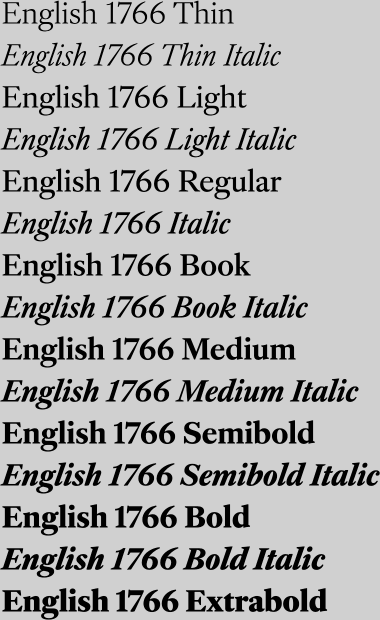 English 1766 Thin
English 1766 Thin Italic
English 1766 Light
English 1766 Light Italic
English 1766 Regular
English 1766 Italic
English 1766 Book
English 1766 Book Italic
English 1766 Medium
English 1766 Medium Italic
English 1766 Semibold
English 1766 Semibold Italic
English 1766 Bold
English 1766 Bold Italic
English 1766 Extrabold